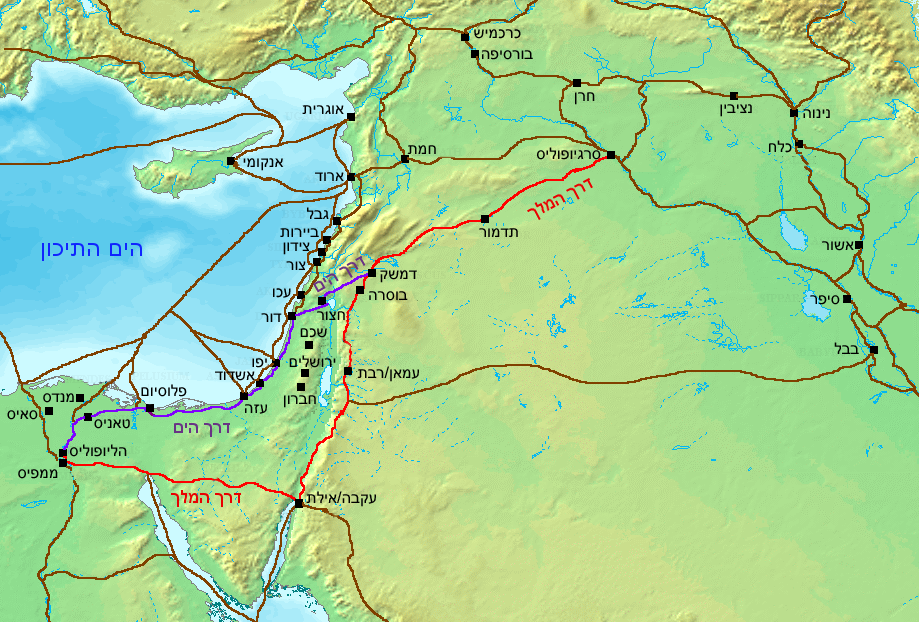 כרכמיש
בורסיפה
חרן
נציבין
נינוה
כלח
אוגרית
אנקומי
חמת
סרגיופוליס
ארוד
דרך המלך
גבל
תדמור
ביירות
צידון
אשור
הים התיכון
צור
דרך הים
דמשק
עכו
בוסרה
סיפר
דור
חצור
שכם
בבל
יפו
ירושלים
עמאן/רבת
אשדוד
פלוסיום
חברון
מנדס
עזה
סאיס
טאניס
דרך הים
הליופוליס
ממפיס
דרך המלך
עקבה/אילת